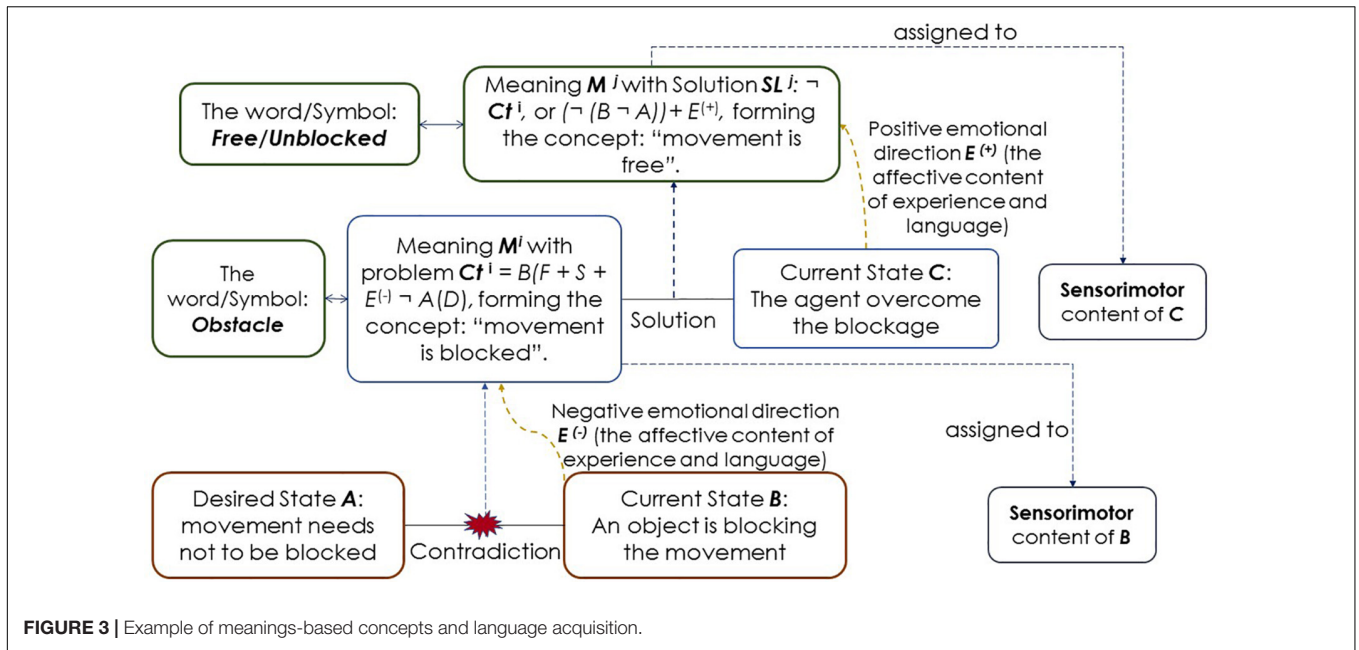 assigned to
Meaning M ʲ with Solution SL ʲ: ¬
Ct ⁱ, or (¬ (B ¬ A)) + E⁽⁺⁾, forming
the concept: “movement is
free”.
The word/Symbol:
Free/Unblocked
Positive emotional
direction E ⁽⁺⁾ (the
affective content
of experience and
language)
The
word/Symbol:
Obstacle
Meaning Mⁱ with
problem Ct ⁱ = B(F + S +
E⁽⁻⁾ ¬ A(D), forming the
concept: “movement
is blocked”.
Solution
Current State C:
The agent overcome
the blockage
Sensorimotor
content of C
Negative emotional direction
E ⁽⁻⁾ (the affective content of
experience and language)
assigned to
Desired State A:
movement needs
not to be blocked
Contradiction
Current State B:
An object is blocking
the movement
Sensorimotor
content of B
FIGURE 3 | Example of meanings-based concepts and language acquisition.